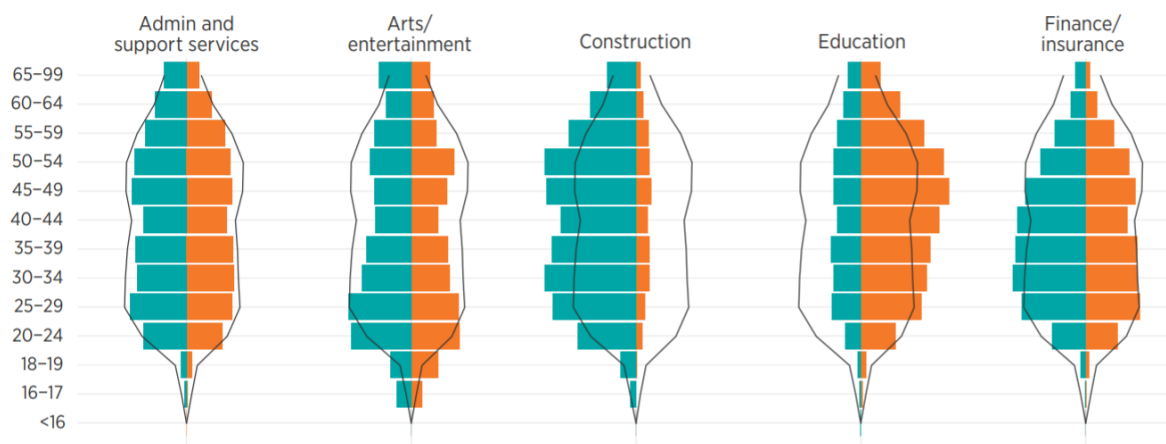 Admin and
support services
Arts/
entertainment
Construction
Education
Finance/
insurance
65–99
60–64
55–59
50–54
45–49
40–44
35–39
30–34
25–29
20–24
18–19
16–17
<16